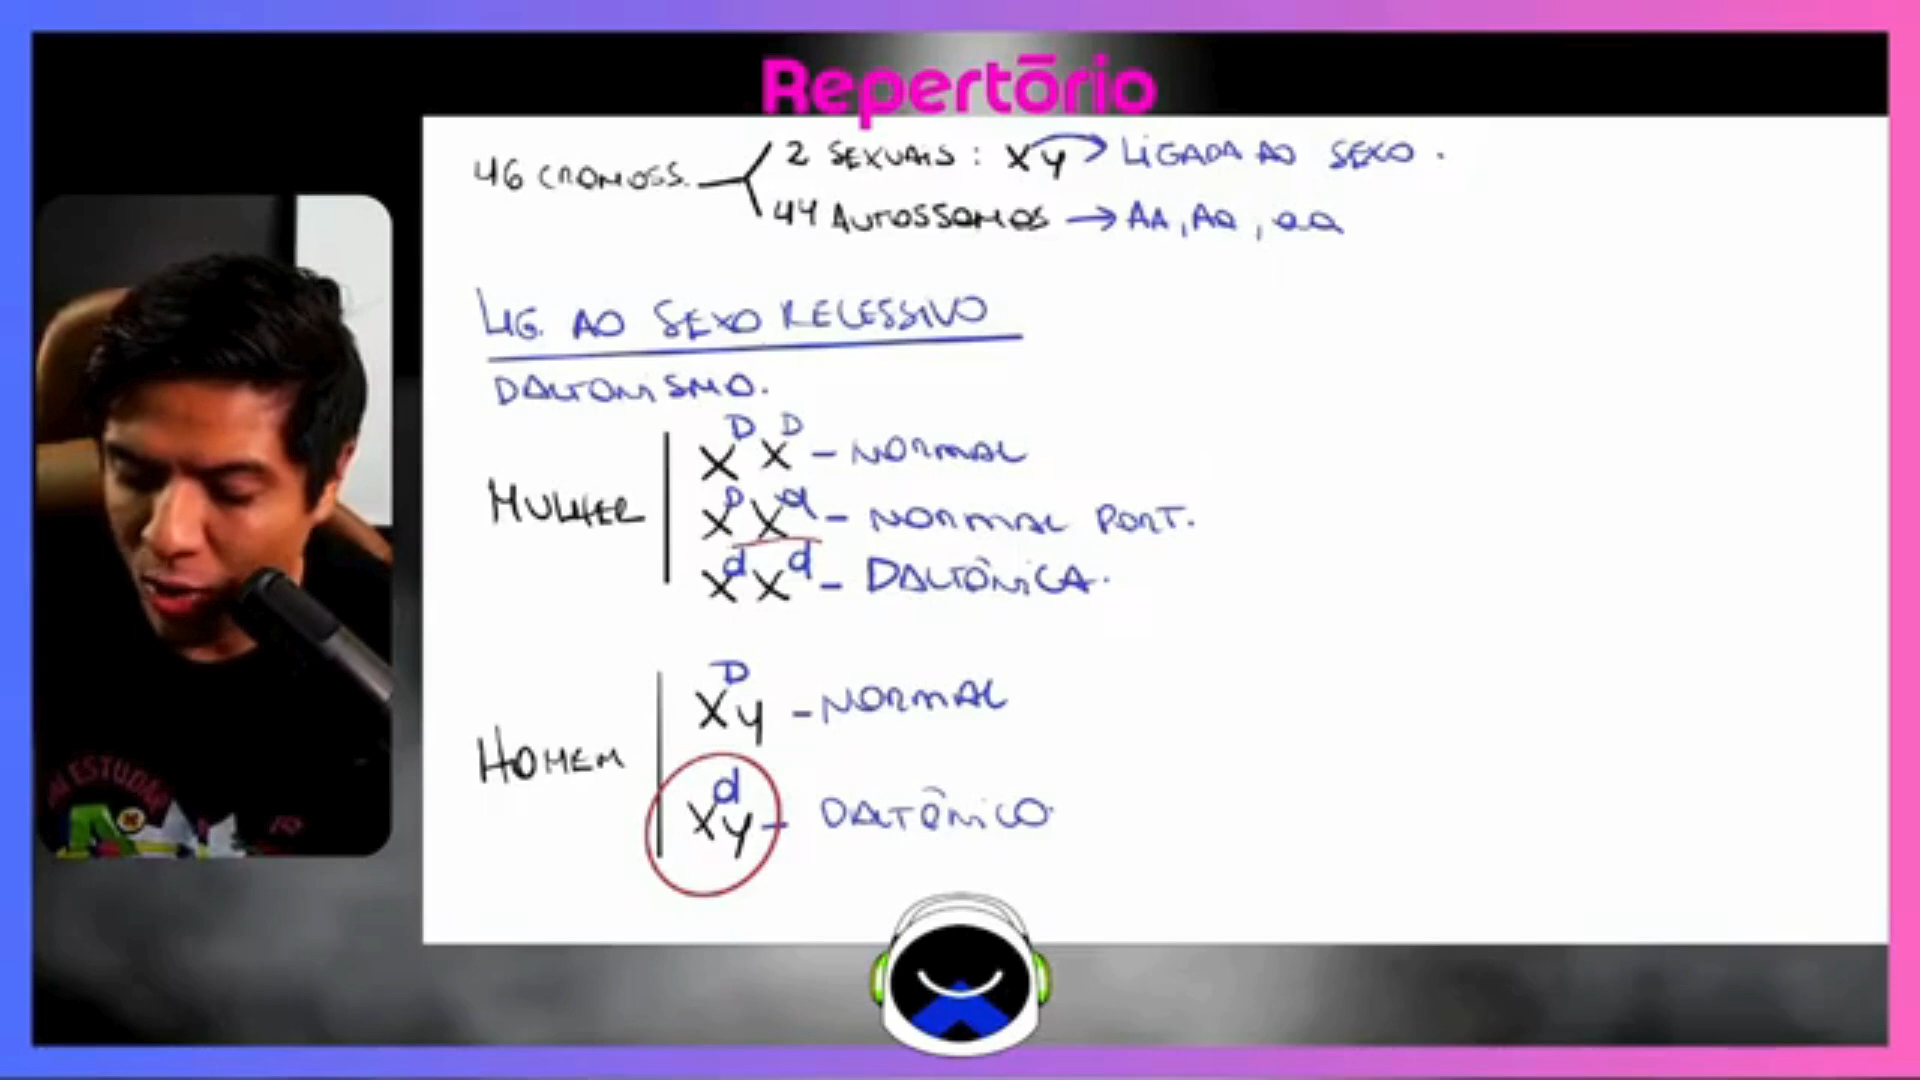 Repertório
46 CROMOSS. 2 SEXUAIS: XY → LIGADA AO SEXO.
44 AUTOSSOMOS → AA, Aa, aa
LIG. AO SEXO RECESSIVO
DALTONISMO.
MULHER
X^D X^D - NORMAL
X^D X^d - NORMAL PORT.
X^d X^d - DALTÔNICA.
HOMEM
X^D Y - NORMAL
X^d Y - DALTÔNICO.
ESTUDAR